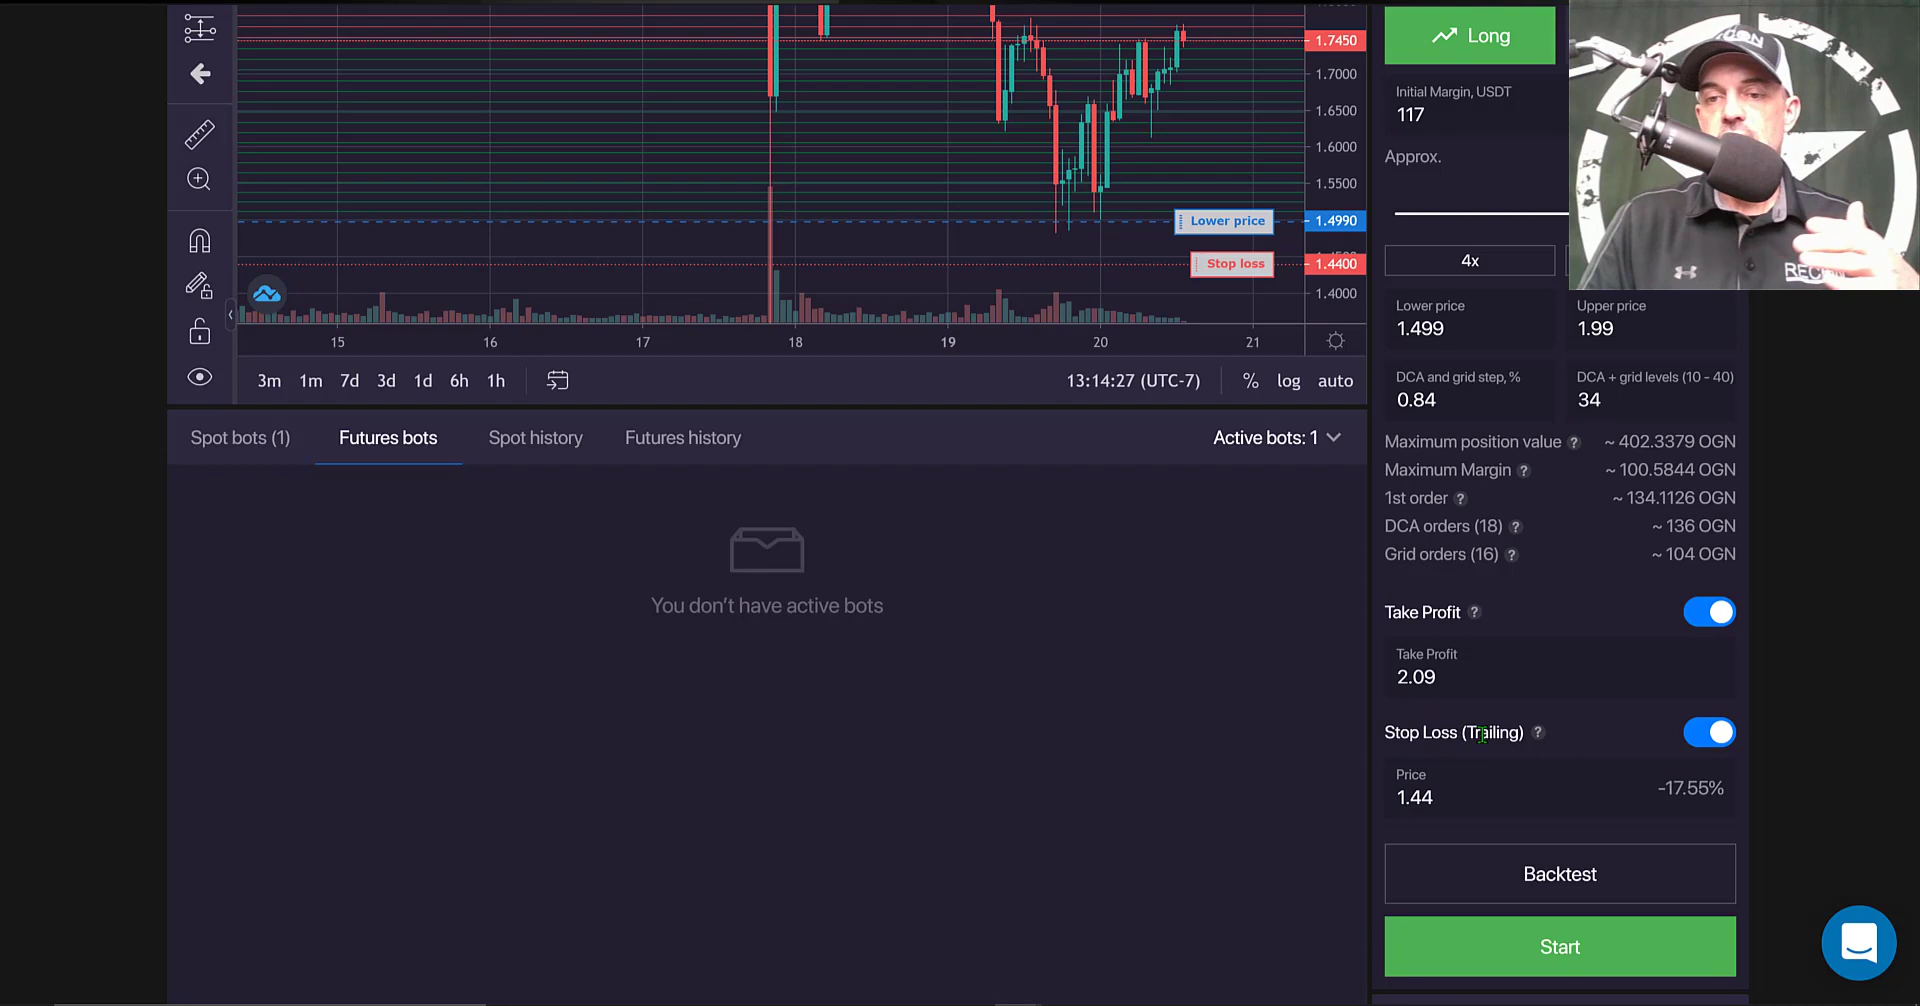 1.7450
1.7000
1.6500
1.6000
1.5500
Lower price
1.4990
Stop loss
1.4400
1.4000
15
16
17
18
19
20
21
3m
1m
7d
3d
1d
6h
1h
13:14:27 (UTC-7)
%
log
auto
Spot bots (1)
Futures bots
Spot history
Futures history
Active bots: 1
You don't have active bots
Long
Initial Margin, USDT
117
Approx.
4x
Lower price
1.499
Upper price
1.99
DCA and grid step, %
0.84
DCA + grid levels (10 - 40)
34
Maximum position value ? ~ 402.3379 OGN
Maximum Margin ? ~ 100.5844 OGN
1st order ? ~ 134.1126 OGN
DCA orders (18) ? ~ 136 OGN
Grid orders (16) ? ~ 104 OGN
Take Profit ?
Take Profit
2.09
Stop Loss (Trailing) ?
Price
1.44
-17.55%
Backtest
Start